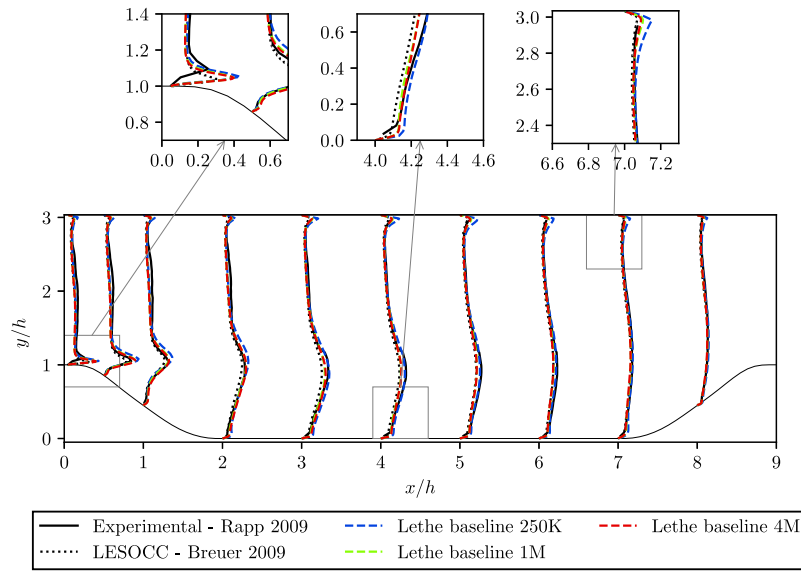 1.4
1.2
1.0
0.8
0.0 0.2 0.4 0.6
0.6
0.4
0.2
0.0
4.0 4.2 4.4 4.6
3.0
2.8
2.6
2.4
6.6 6.8 7.0 7.2
3
2
1
0
y/h
0 1 2 3 4 5 6 7 8 9
x/h
Experimental - Rapp 2009
LESOCC - Breuer 2009
Lethe baseline 250K
Lethe baseline 1M
Lethe baseline 4M